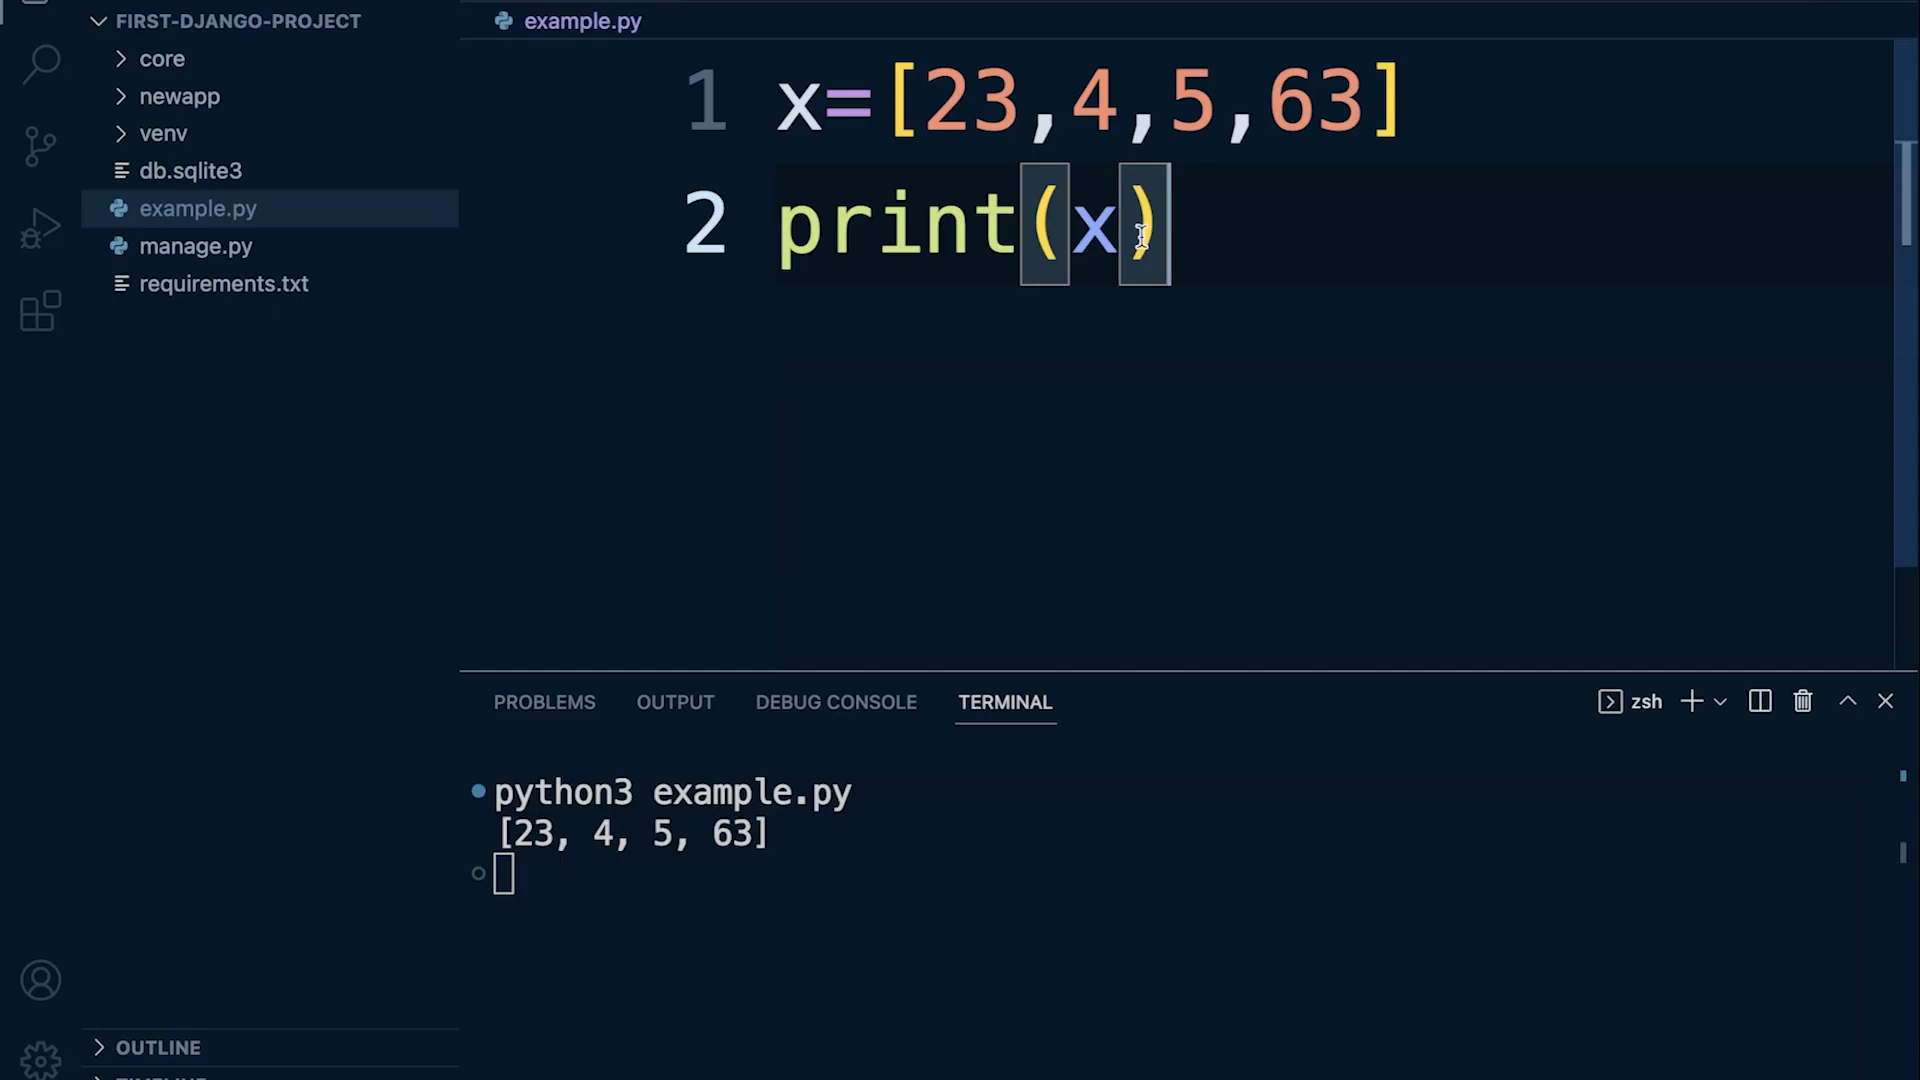 FIRST-DJANGO-PROJECT
core
newapp
venv
db.sqlite3
example.py
manage.py
requirements.txt
OUTLINE
example.py
1 x=[23,4,5,63]
2 print(x)
PROBLEMS OUTPUT DEBUG CONSOLE TERMINAL zsh
python3 example.py
[23, 4, 5, 63]